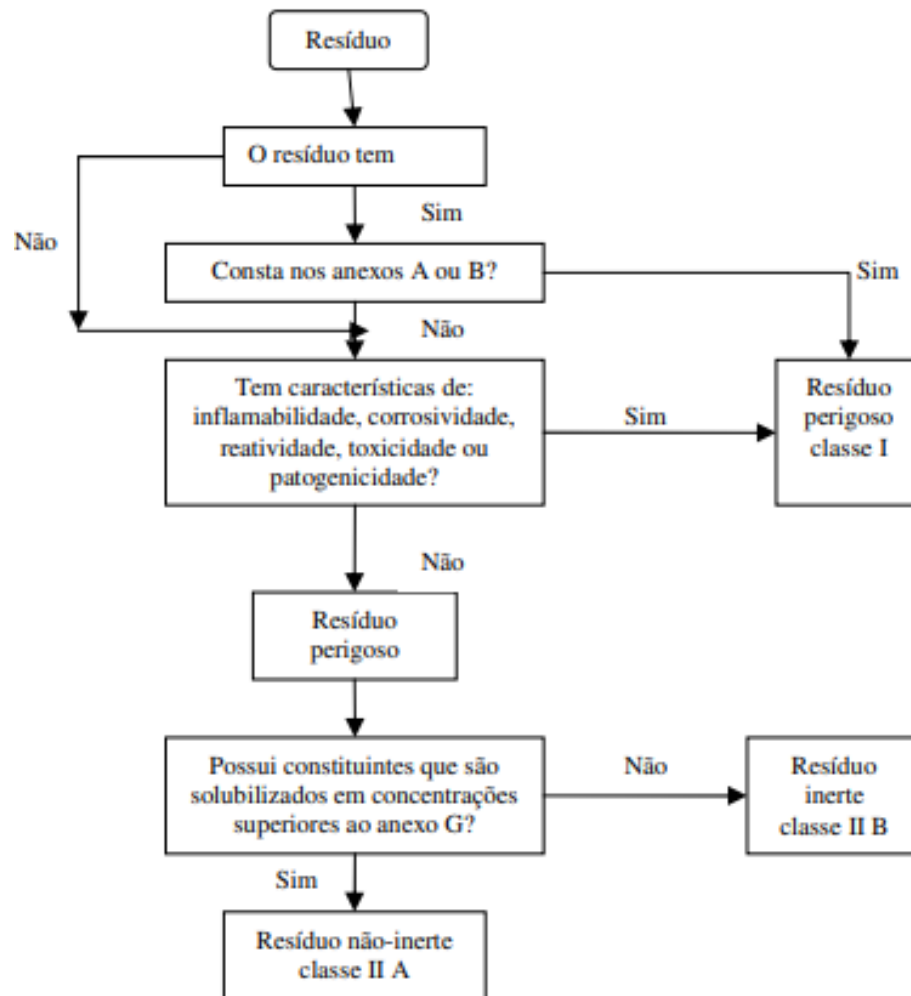 Resíduo
O resíduo tem
Sim
Não
Consta nos anexos A ou B?
Sim
Não
Tem características de:
inflamabilidade, corrosividade,
reatividade, toxicidade ou
patogenicidade?
Sim
Resíduo
perigoso
classe I
Não
Resíduo
perigoso
Possui constituintes que são
solubilizados em concentrações
superiores ao anexo G?
Não
Resíduo
inerte
classe II B
Sim
Resíduo não-inerte
classe II A